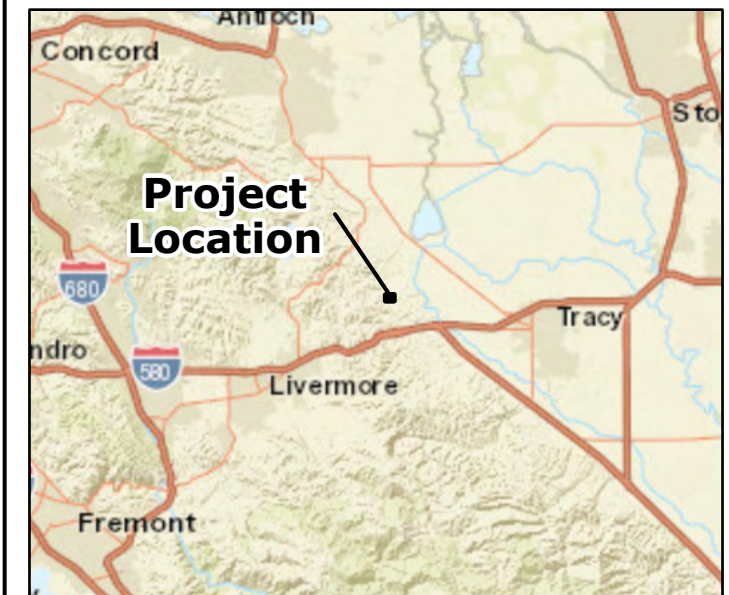 Antioch
Concord
Sto
Project
Location
680
Tracy
ndro
580
Livermore
Fremont